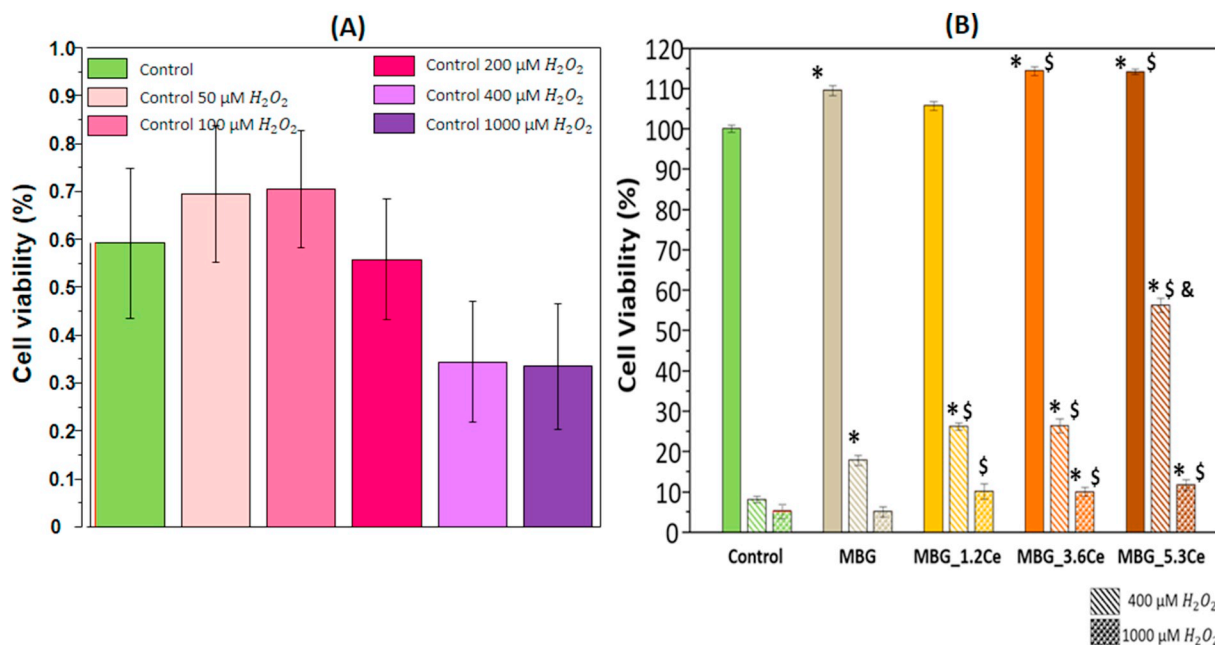 (A)
Cell viability (%)
1.0
0.9
0.8
0.7
0.6
0.5
0.4
0.3
0.2
0.1
0
Control
Control 50 µM H₂O₂
Control 100 µM H₂O₂
Control 200 µM H₂O₂
Control 400 µM H₂O₂
Control 1000 µM H₂O₂
(B)
Cell Viability (%)
120
110
100
90
80
70
60
50
40
30
20
10
0
*
* $
* $
*
* $
$
* $
* $
* $ &
* $
Control
MBG
MBG_1.2Ce
MBG_3.6Ce
MBG_5.3Ce
400 µM H₂O₂
1000 µM H₂O₂